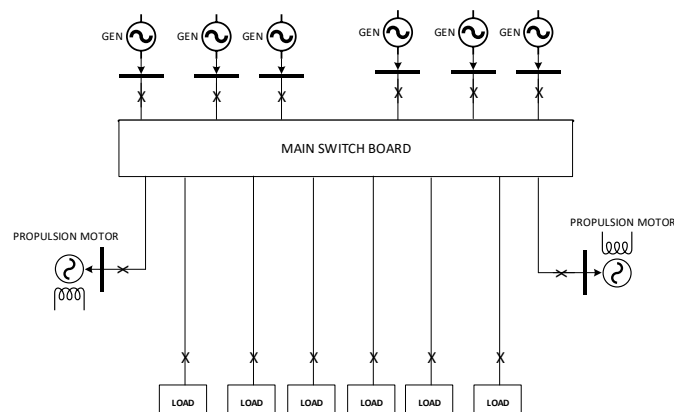 GEN GEN GEN GEN GEN GEN
MAIN SWITCH BOARD
PROPULSION MOTOR
PROPULSION MOTOR
LOAD LOAD LOAD LOAD LOAD LOAD